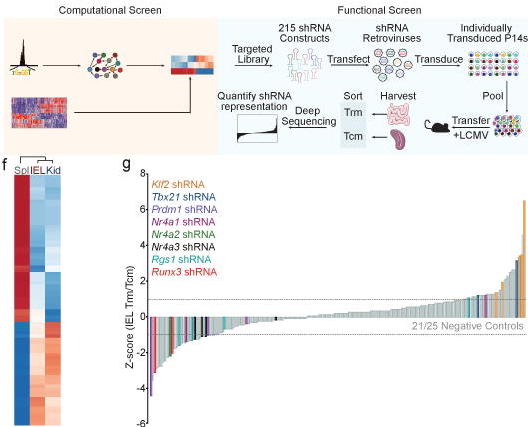 Computational Screen
Functional Screen
Targeted
Library
215 shRNA
Constructs
Transfect
shRNA
Retroviruses
Transduce
Individually
Transduced P14s
Pool
Transfer
+LCMV
Harvest
Sort
Trm
Tcm
Deep
Sequencing
Quantify shRNA
representation
f
Spl IEL Kid
g
Z-score (IEL Trm/Tcm)
8
6
4
2
0
-2
-4
-6
Klf2 shRNA
Tbx21 shRNA
Prdm1 shRNA
Nr4a1 shRNA
Nr4a2 shRNA
Nr4a3 shRNA
Rgs1 shRNA
Runx3 shRNA
21/25 Negative Controls